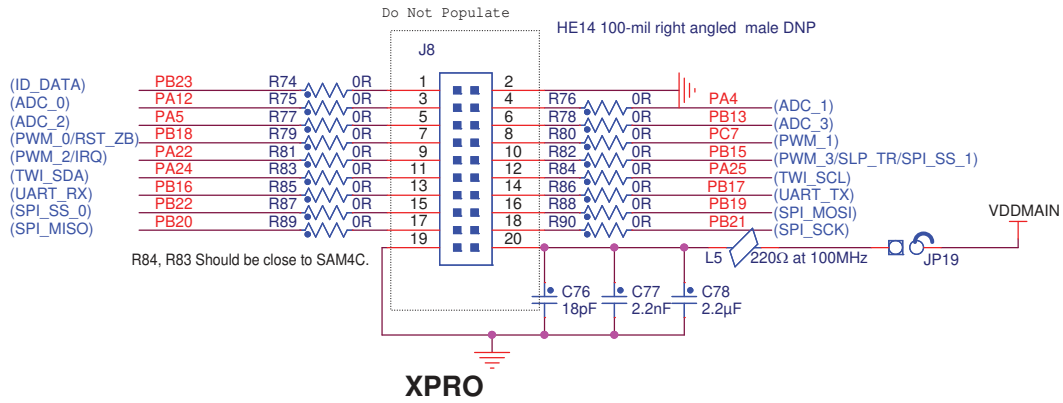 Do Not Populate
HE14 100-mil right angled male DNP
J8
(ID_DATA) PB23 R74 0R 1 2
(ADC_0) PA12 R75 0R 3 4 R76 0R PA4 (ADC_1)
(ADC_2) PA5 R77 0R 5 6 R78 0R PB13 (ADC_3)
(PWM_0/RST_ZB) PB18 R79 0R 7 8 R80 0R PC7 (PWM_1)
(PWM_2/IRQ) PA22 R81 0R 9 10 R82 0R PB15 (PWM_3/SLP_TR/SPI_SS_1)
(TWI_SDA) PA24 R83 0R 11 12 R84 0R PA25 (TWI_SCL)
(UART_RX) PB16 R85 0R 13 14 R86 0R PB17 (UART_TX)
(SPI_SS_0) PB22 R87 0R 15 16 R88 0R PB19 (SPI_MOSI)
(SPI_MISO) PB20 R89 0R 17 18 R90 0R PB21 (SPI_SCK)
VDDMAIN
19 20
R84, R83 Should be close to SAM4C.
L5 220Ω at 100MHz JP19
C76 C77 C78
18pF 2.2nF 2.2µF
XPRO